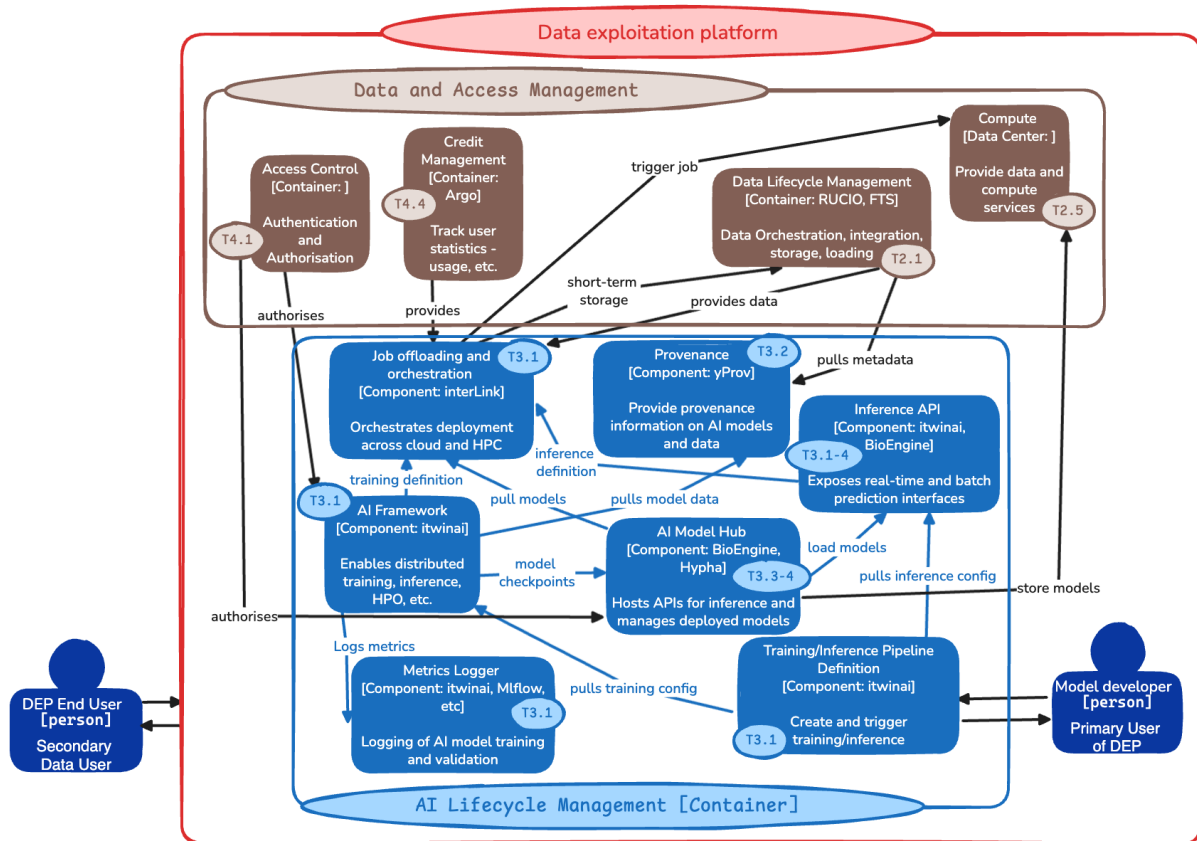 Data exploitation platform
Data and Access Management
Access Control
[Container: ]
Authentication
and
Authorisation
T4.1
Credit
Management
[Container:
Argo]
Track user
statistics -
usage, etc.
T4.4
trigger job
Data Lifecycle Management
[Container: RUCIO, FTS]
Data Orchestration, integration,
storage, loading
T2.1
Compute
[Data Center: ]
Provide data and
compute
services
T2.5
authorises
provides
short-term
storage
provides data
pulls metadata
Job offloading and
orchestration
[Component: interLink]
Orchestrates deployment
across cloud and HPC
T3.1
Provenance
[Component: yProv]
Provide provenance
information on AI models
and data
T3.2
Inference API
[Component: itwinai,
BioEngine]
Exposes real-time and batch
prediction interfaces
T3.1-4
inference
definition
training definition
pull models
pulls model data
T3.1
AI Framework
[Component: itwinai]
Enables distributed
training, inference,
HPO, etc.
model
checkpoints
AI Model Hub
[Component: BioEngine,
Hypha]
Hosts APIs for inference and
manages deployed models
T3.3-4
load models
pulls inference config
store models
authorises
Logs metrics
Metrics Logger
[Component: itwinai, Mlflow,
etc]
Logging of AI model training
and validation
T3.1
pulls training config
Training/Inference Pipeline
Definition
[Component: itwinai]
Create and trigger
training/inference
T3.1
DEP End User
[person]
Secondary
Data User
Model developer
[person]
Primary User
of DEP
AI Lifecycle Management [Container]